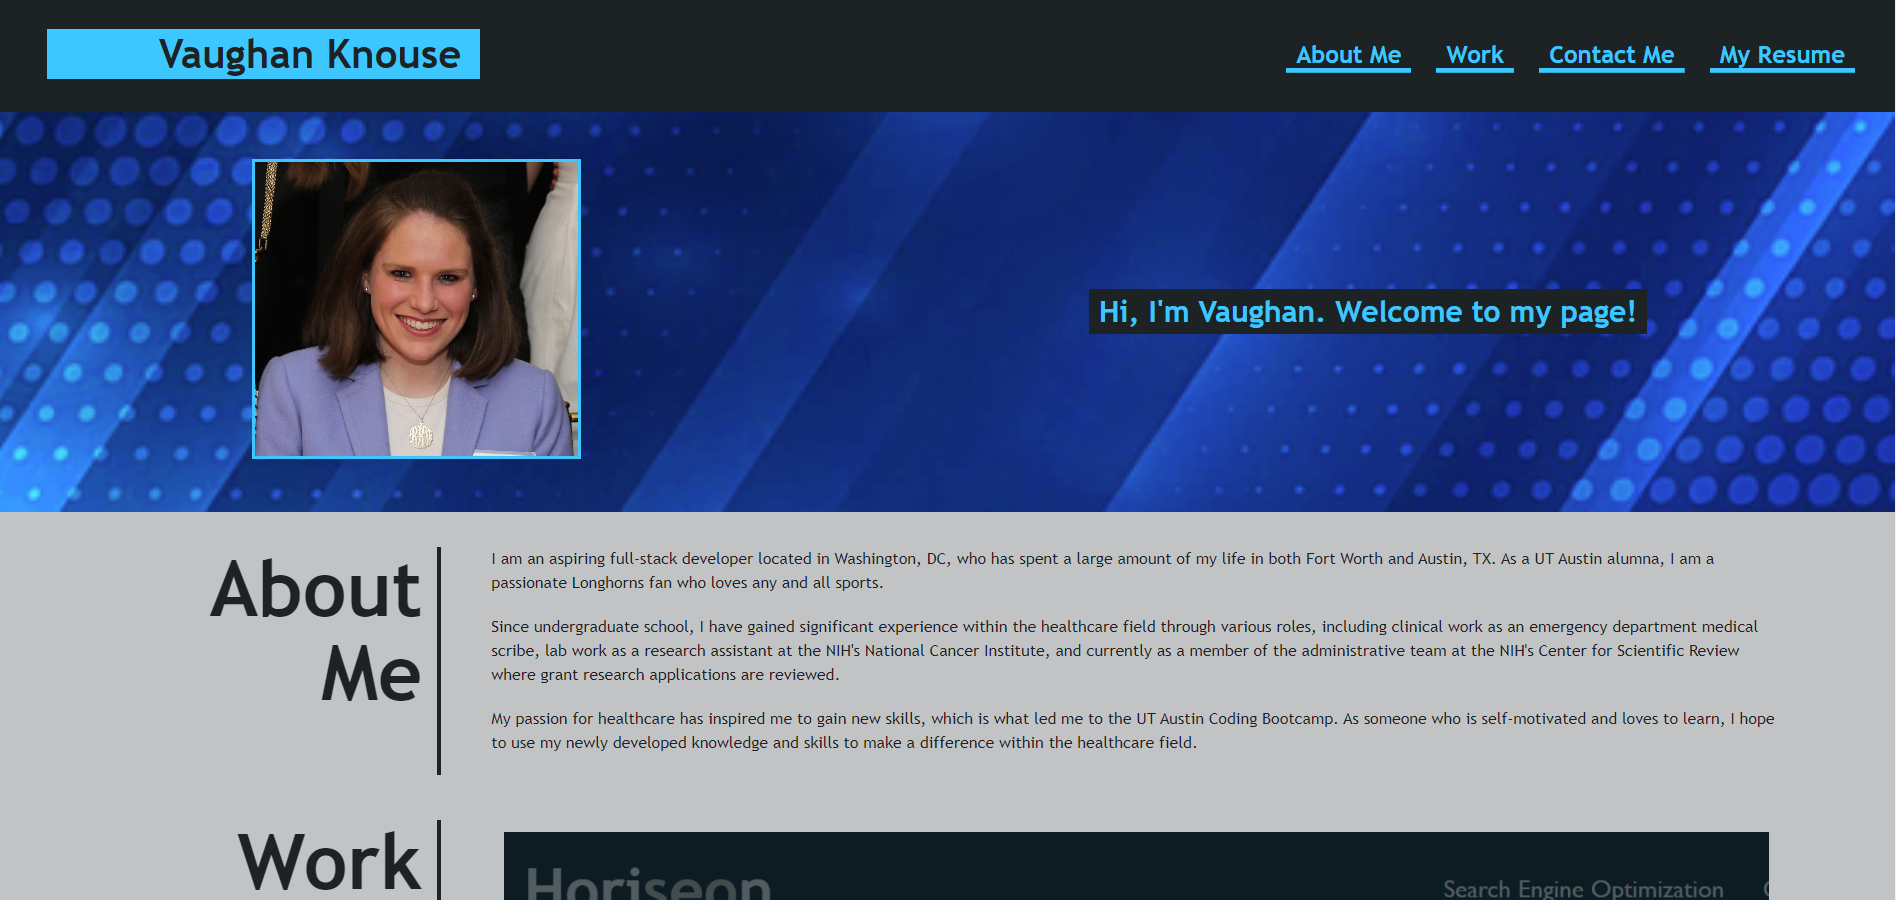 Vaughan Knouse
About Me
Work
Contact Me
My Resume
Hi, I'm Vaughan. Welcome to my page!
About
Me
I am an aspiring full-stack developer located in Washington, DC, who has spent a large amount of my life in both Fort Worth and Austin, TX. As a UT Austin alumna, I am a
passionate Longhorns fan who loves any and all sports.
Since undergraduate school, I have gained significant experience within the healthcare field through various roles, including clinical work as an emergency department medical
scribe, lab work as a research assistant at the NIH's National Cancer Institute, and currently as a member of the administrative team at the NIH's Center for Scientific Review
where grant research applications are reviewed.
My passion for healthcare has inspired me to gain new skills, which is what led me to the UT Austin Coding Bootcamp. As someone who is self-motivated and loves to learn, I hope
to use my newly developed knowledge and skills to make a difference within the healthcare field.
Work
Horiseon
Search Engine Optimization